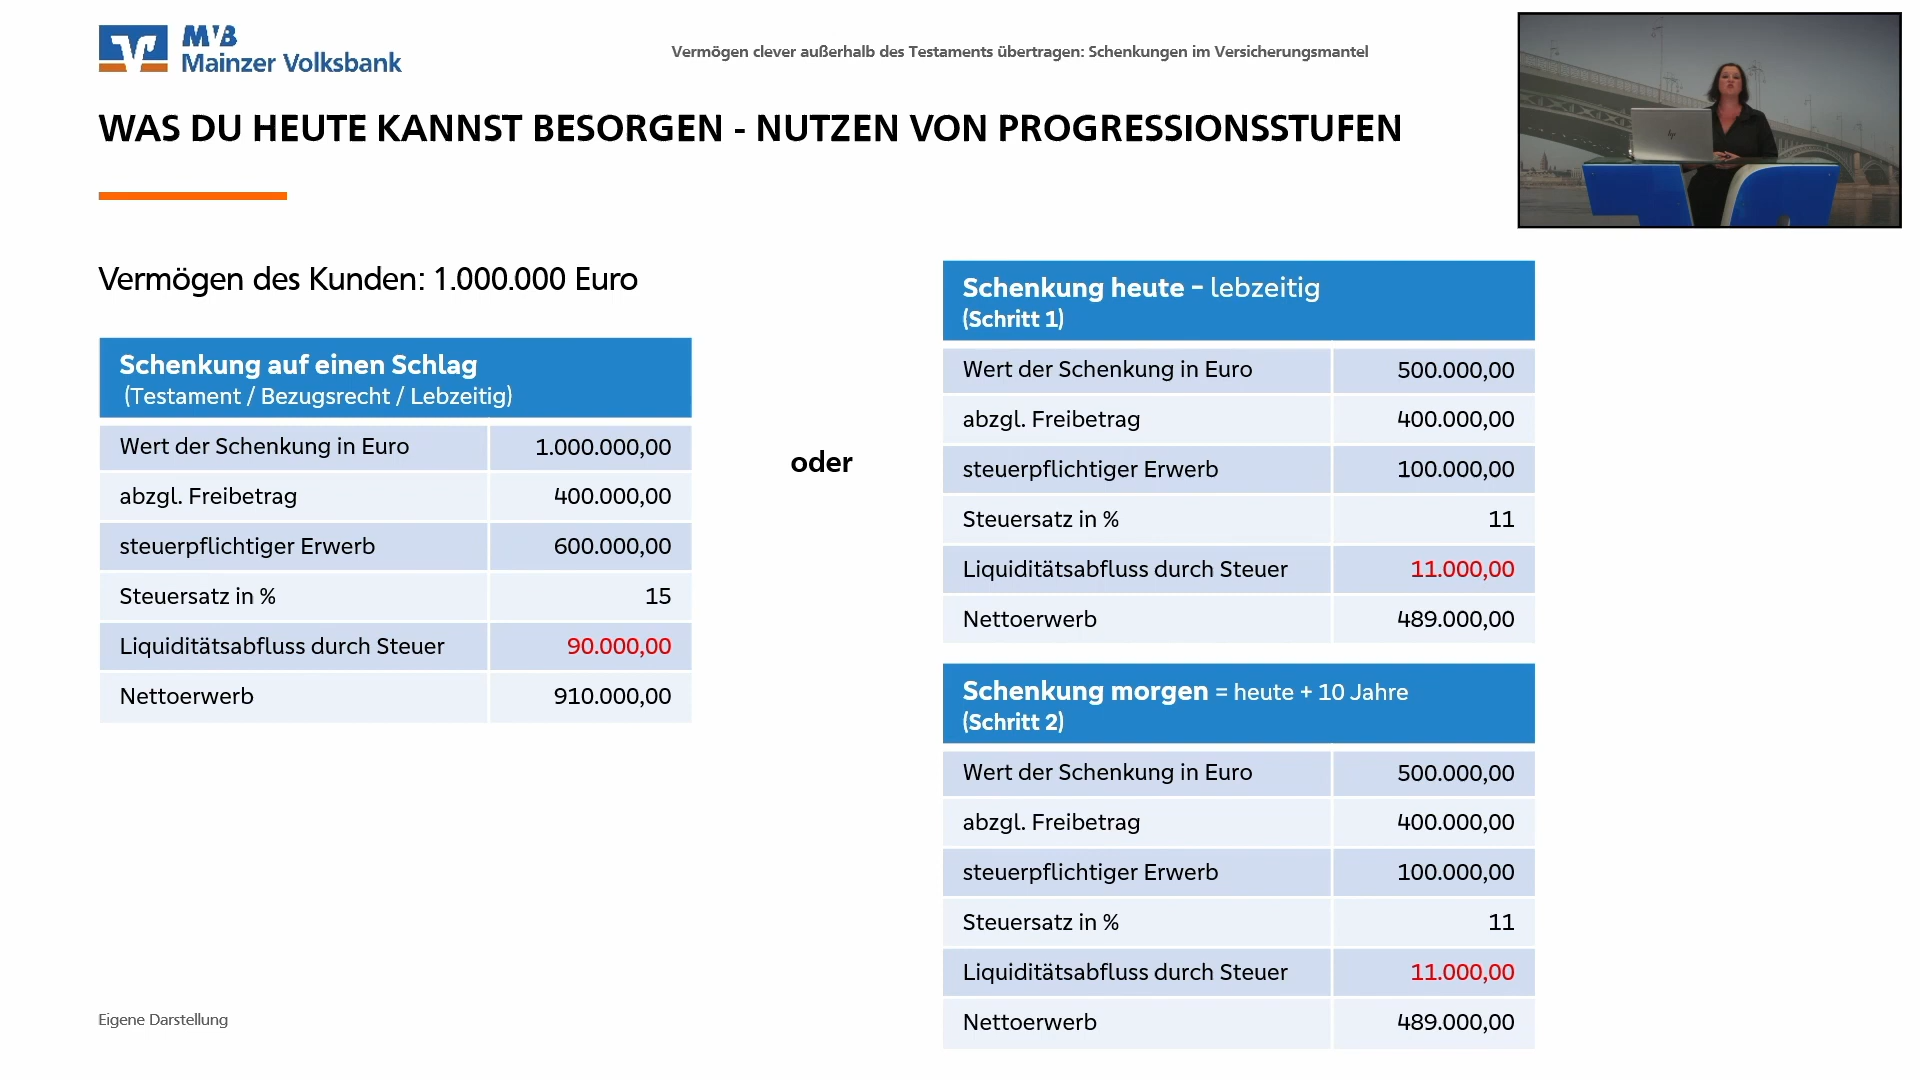 MVB
Mainzer Volksbank
Vermögen clever außerhalb des Testaments übertragen: Schenkungen im Versicherungsmantel
WAS DU HEUTE KANNST BESORGEN - NUTZEN VON PROGRESSIONSSTUFEN
Vermögen des Kunden: 1.000.000 Euro
Schenkung auf einen Schlag
(Testament / Bezugsrecht / Lebzeitig)
Wert der Schenkung in Euro 1.000.000,00
abzgl. Freibetrag 400.000,00
steuerpflichtiger Erwerb 600.000,00
Steuersatz in % 15
Liquiditätsabfluss durch Steuer 90.000,00
Nettoerwerb 910.000,00
oder
Schenkung heute – lebzeitig
(Schritt 1)
Wert der Schenkung in Euro 500.000,00
abzgl. Freibetrag 400.000,00
steuerpflichtiger Erwerb 100.000,00
Steuersatz in % 11
Liquiditätsabfluss durch Steuer 11.000,00
Nettoerwerb 489.000,00
Schenkung morgen = heute + 10 Jahre
(Schritt 2)
Wert der Schenkung in Euro 500.000,00
abzgl. Freibetrag 400.000,00
steuerpflichtiger Erwerb 100.000,00
Steuersatz in % 11
Liquiditätsabfluss durch Steuer 11.000,00
Nettoerwerb 489.000,00
Eigene Darstellung
hp